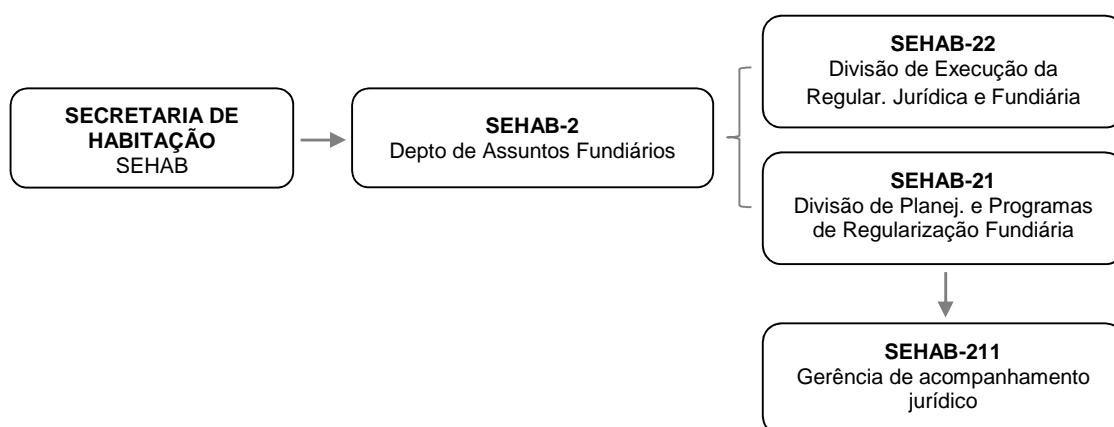 SECRETARIA DE
HABITAÇÃO
SEHAB
SEHAB-2
Depto de Assuntos Fundiários
SEHAB-22
Divisão de Execução da
Regular. Jurídica e Fundiária
SEHAB-21
Divisão de Planej. e Programas
de Regularização Fundiária
SEHAB-211
Gerência de acompanhamento
jurídico